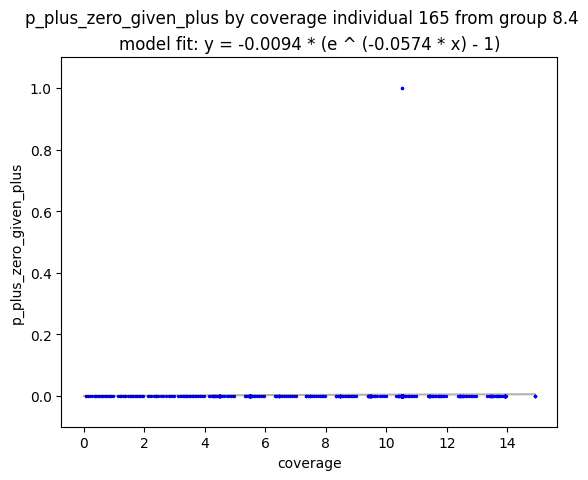 p_plus_zero_given_plus by coverage individual 165 from group 8.4
model fit: y = -0.0094 * (e ^ (-0.0574 * x) - 1)
p_plus_zero_given_plus
1.0
0.8
0.6
0.4
0.2
0.0
0 2 4 6 8 10 12 14
coverage